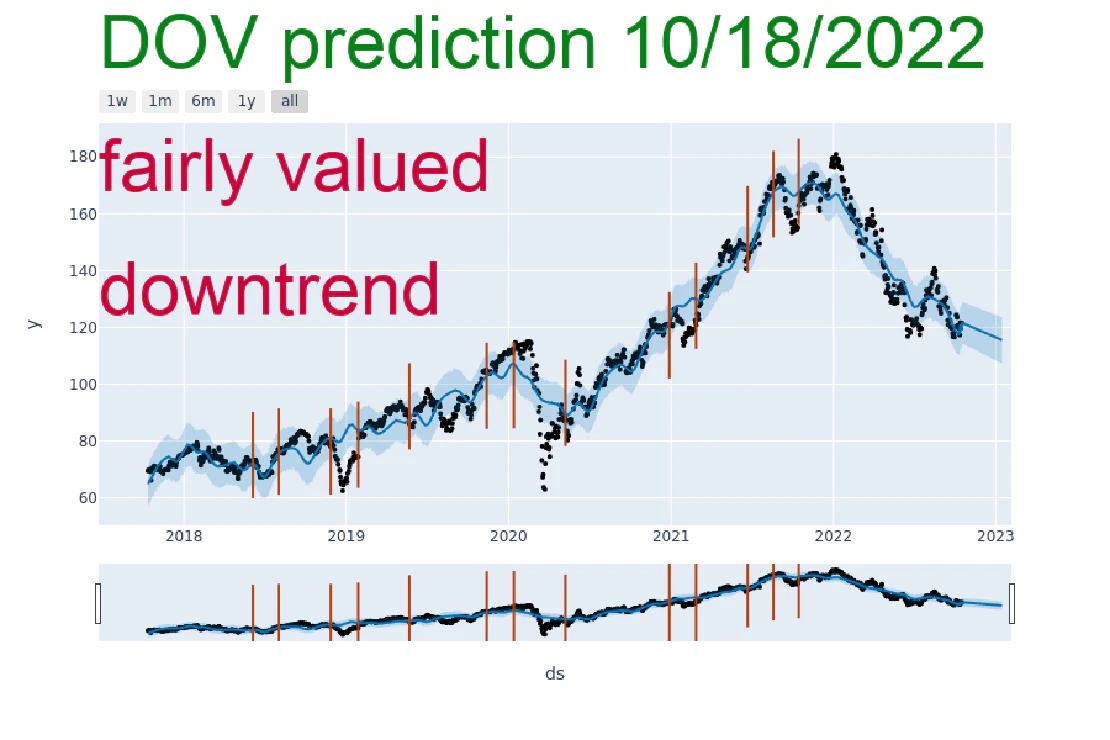 DOV prediction 10/18/2022
1w 1m 6m 1y all
fairly valued
downtrend
y
180
160
140
120
100
80
60
2018 2019 2020 2021 2022 2023
ds